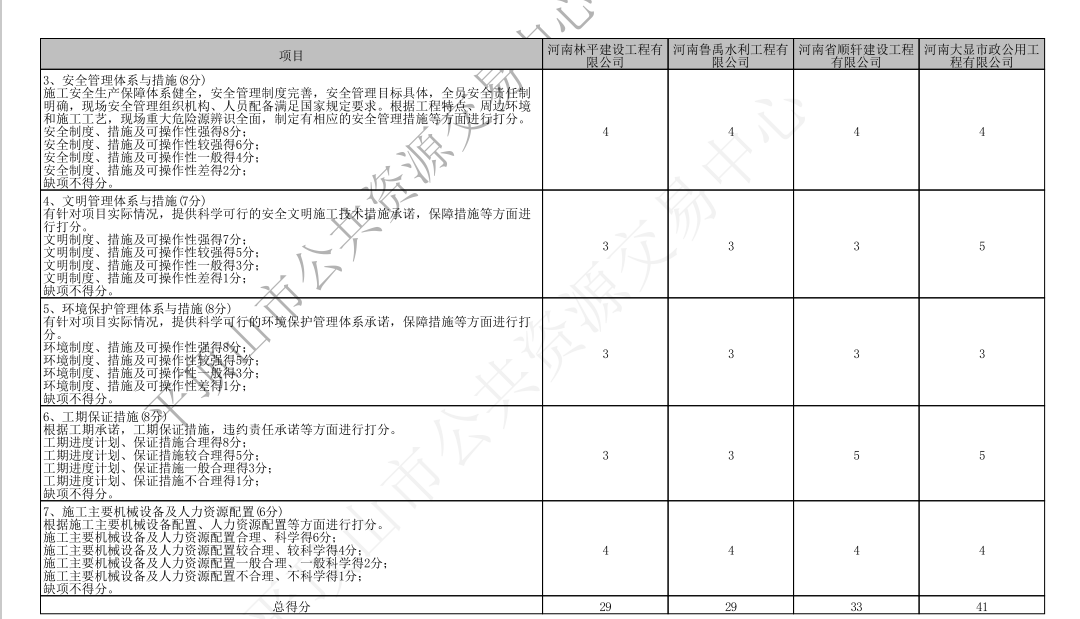 项目
河南林平建设工程有限公司
河南鲁禹水利工程有限公司
河南省顺轩建设工程有限公司
河南大显市政公用工程有限公司
3、安全管理体系与措施(8分)
施工安全生产保障体系健全，安全管理制度完善，安全管理目标具体，全员安全责任制
明确，现场安全管理组织机构、人员配备满足国家规定要求。根据工程特点、周边环境
和施工工艺，现场重大危险源辨识全面，制定有相应的安全管理措施等方面进行打分。
安全制度、措施及可操作性强得8分；
安全制度、措施及可操作性较强得6分；
安全制度、措施及可操作性一般得4分；
安全制度、措施及可操作性差得2分；
缺项不得分。
4 4 4 4
4、文明管理体系与措施(7分)
有针对项目实际情况，提供科学可行的安全文明施工技术措施承诺，保障措施等方面进
行打分。
文明制度、措施及可操作性强得7分；
文明制度、措施及可操作性较强得5分；
文明制度、措施及可操作性一般得3分；
文明制度、措施及可操作性差得1分；
缺项不得分。
3 3 3 5
5、环境保护管理体系与措施(8分)
有针对项目实际情况，提供科学可行的环境保护管理体系承诺，保障措施等方面进行打
分。
环境制度、措施及可操作性强得8分；
环境制度、措施及可操作性较强得5分；
环境制度、措施及可操作性一般得3分；
环境制度、措施及可操作性差得1分；
缺项不得分。
3 3 3 3
6、工期保证措施(8分)
根据工期承诺，工期保证措施，违约责任承诺等方面进行打分。
工期进度计划、保证措施合理得8分；
工期进度计划、保证措施较合理得5分；
工期进度计划、保证措施一般合理得3分；
工期进度计划、保证措施不合理得1分；
缺项不得分。
3 3 5 5
7、施工主要机械设备及人力资源配置(6分)
根据施工主要机械设备配置、人力资源配置等方面进行打分。
施工主要机械设备及人力资源配置合理、科学得6分；
施工主要机械设备及人力资源配置较合理、较科学得4分；
施工主要机械设备及人力资源配置一般合理、一般科学得2分；
施工主要机械设备及人力资源配置不合理、不科学得1分；
缺项不得分。
4 4 4 4
总得分 29 29 33 41
平顶山市公共资源交易中心
平顶山市公共资源交易中心